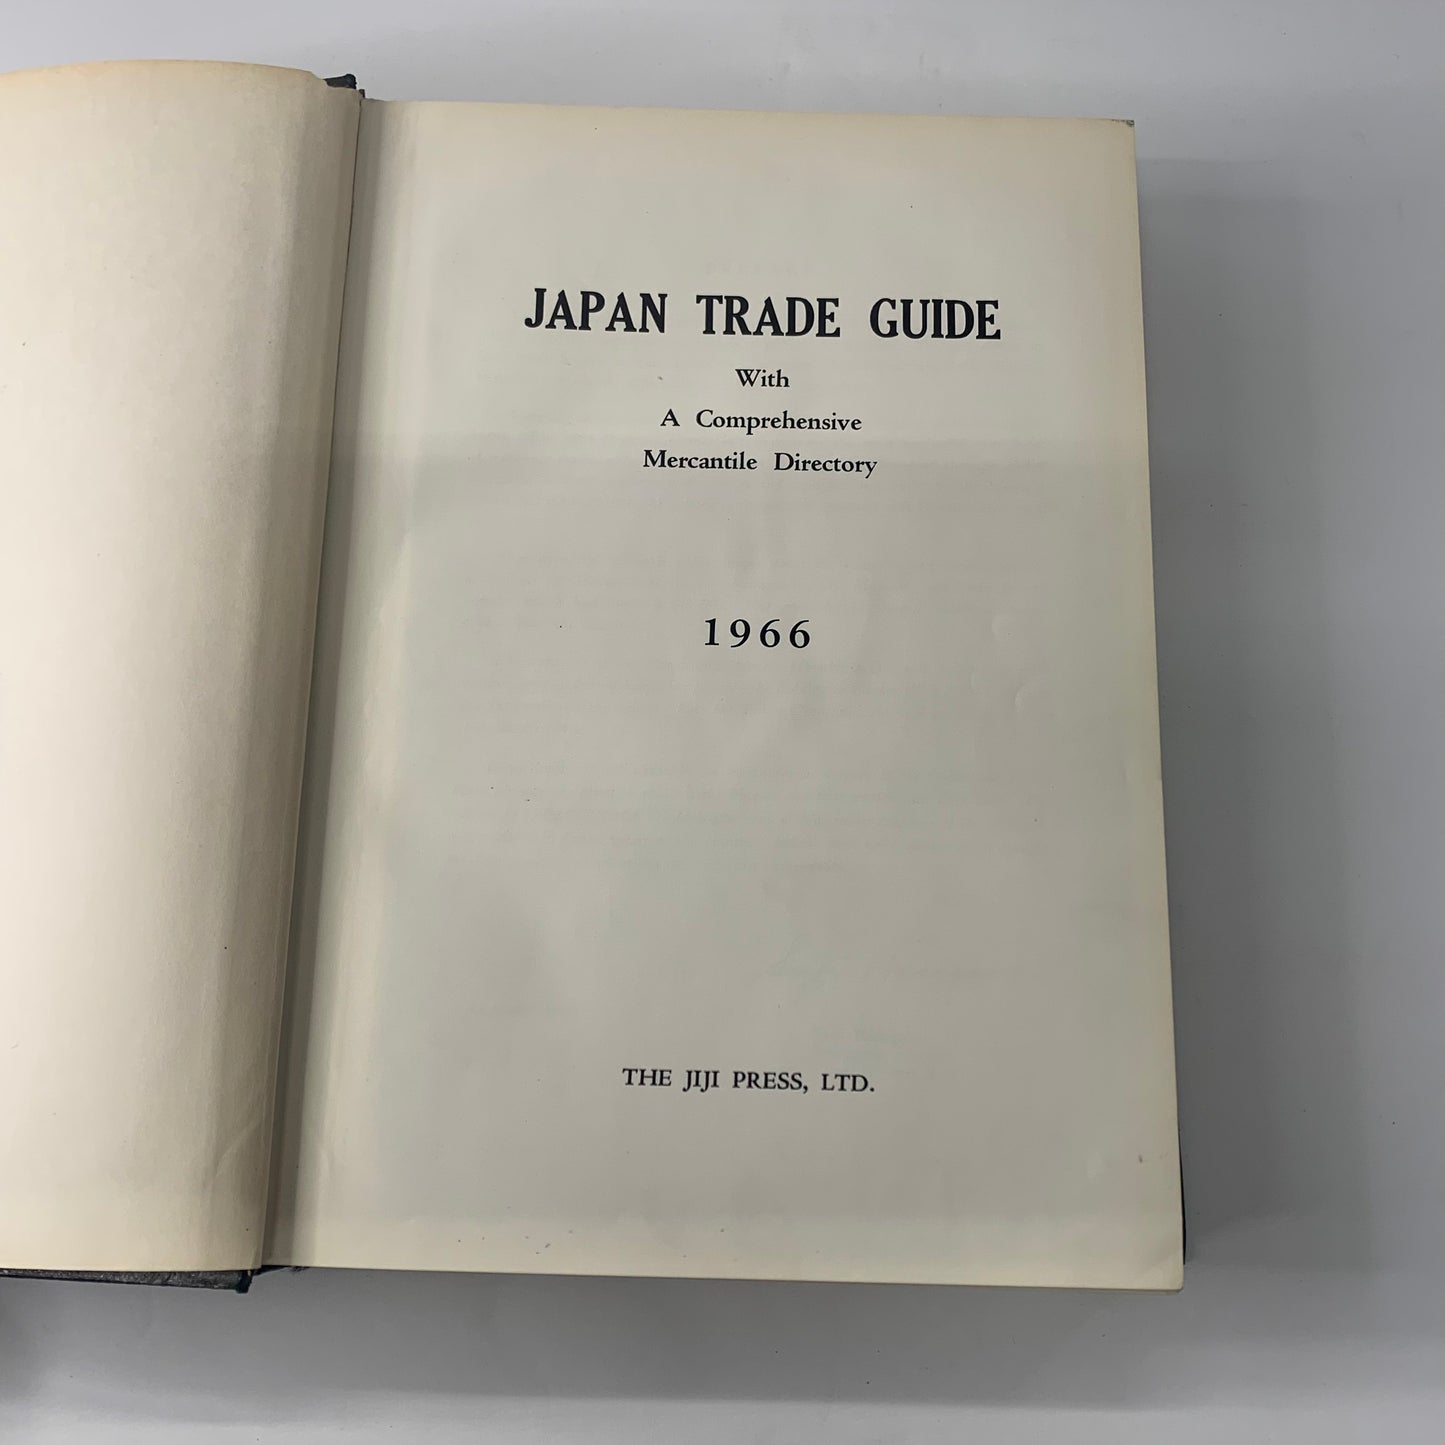 JAPAN TRADE GUIDE
With
A Comprehensive
Mercantile Directory
1966
THE JIJI PRESS, LTD.